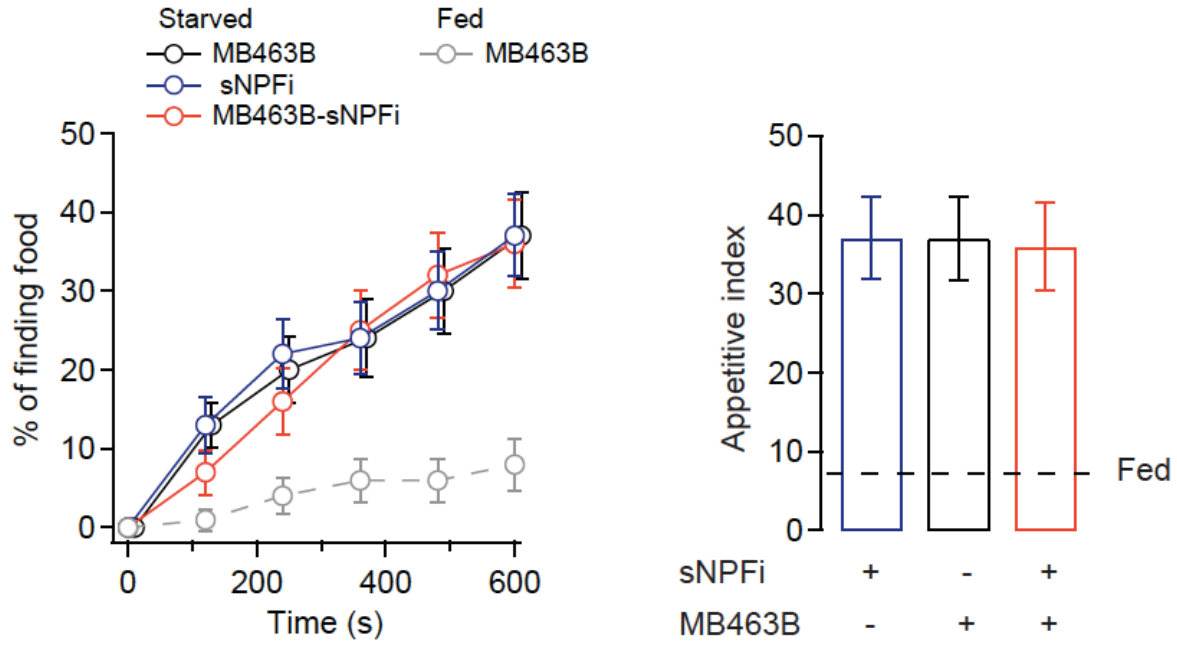 Starved Fed
MB463B MB463B
sNPFi
MB463B-sNPFi
50
40
30
20
10
0
% of finding food
0 200 400 600
Time (s)
50
40
30
20
10
0
Appetitive index
Fed
sNPFi + - +
MB463B - + +